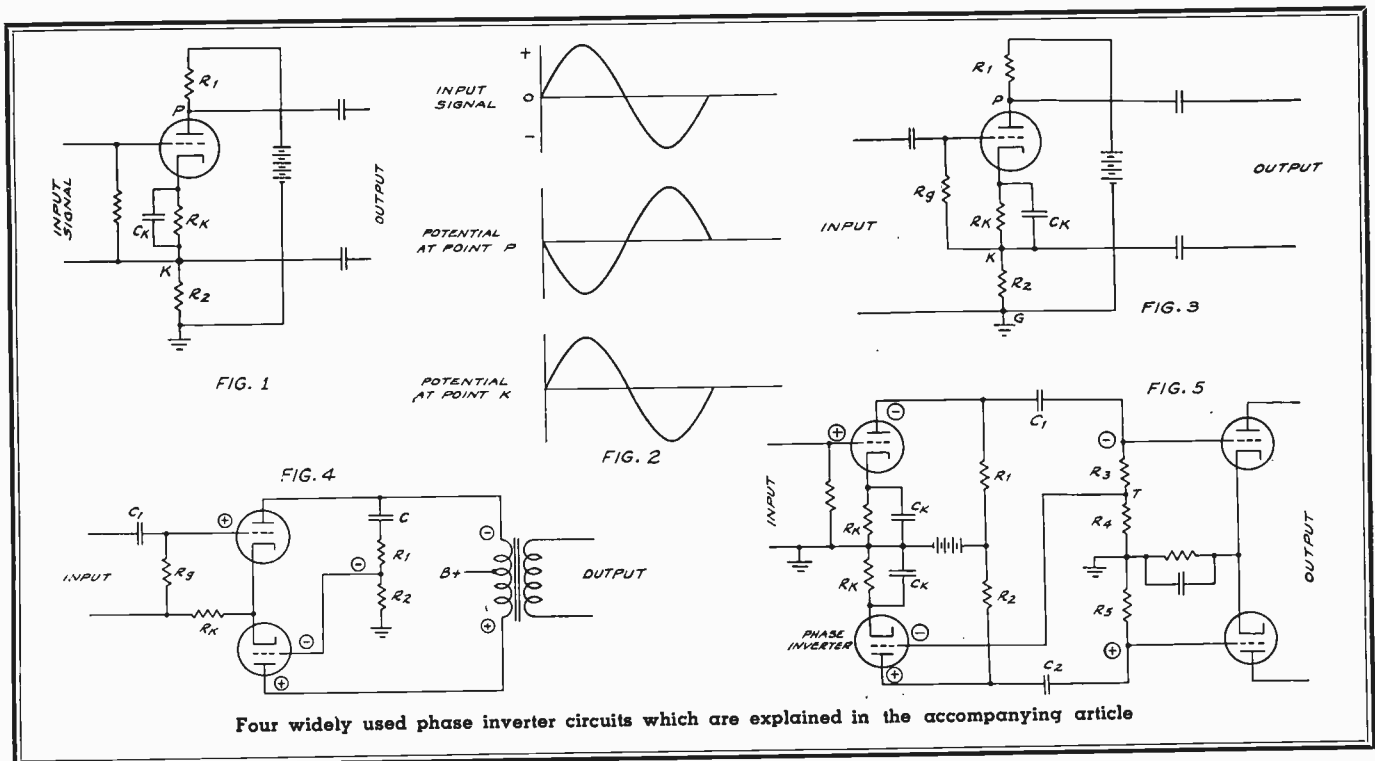 R1
P
INPUT
SIGNAL
CK
RK
K
R2
OUTPUT
FIG. 1
INPUT
SIGNAL
+
O
-
POTENTIAL
AT POINT P
POTENTIAL
AT POINT K
FIG. 2
R1
P
Rg
INPUT
RK
CK
K
R2
G
OUTPUT
FIG. 3
FIG. 4
C1
+
INPUT
Rg
RK
-
+
C
R1
-
R2
-
B+
+
OUTPUT
FIG. 5
INPUT
+
-
RK
CK
RK
CK
PHASE
INVERTER
-
+
R1
R2
C1
C2
-
R3
T
R4
R5
+
OUTPUT
Four widely used phase inverter circuits which are explained in the accompanying article